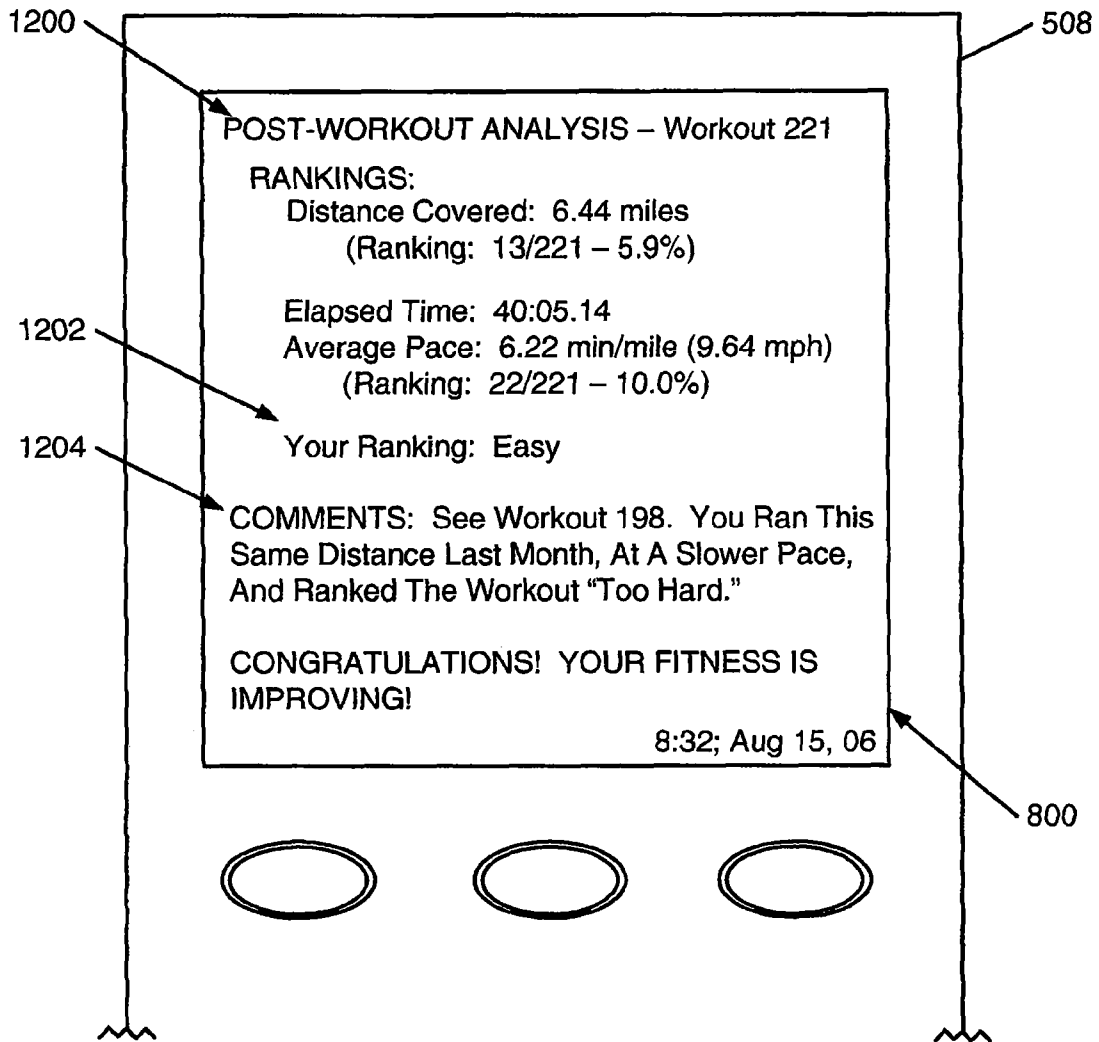 1200
508
POST-WORKOUT ANALYSIS – Workout 221
RANKINGS:
Distance Covered: 6.44 miles
(Ranking: 13/221 – 5.9%)
Elapsed Time: 40:05.14
1202
Average Pace: 6.22 min/mile (9.64 mph)
(Ranking: 22/221 – 10.0%)
Your Ranking: Easy
1204
COMMENTS: See Workout 198. You Ran This
Same Distance Last Month, At A Slower Pace,
And Ranked The Workout “Too Hard.”
CONGRATULATIONS! YOUR FITNESS IS
IMPROVING!
8:32; Aug 15, 06
800